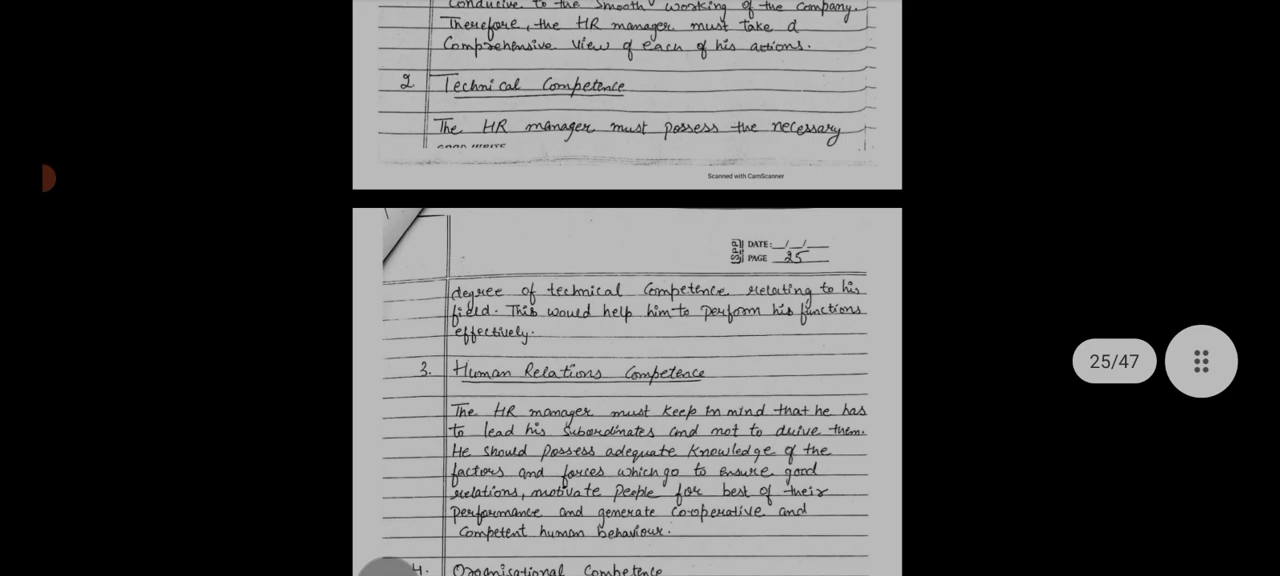 conducive to the smooth working of the company.
Therefore, the HR manager must take a
Comprehensive view of each of his actions.
2 Technical Competence
The HR manager must possess the necessary
Scanned with CamScanner
SPP DATE: __/__/__
PAGE 25
degree of technical competence relating to his
field. This would help him to perform his functions
effectively.
3. Human Relations Competence
The HR manager must keep in mind that he has
to lead his subordinates and not to drive them.
He should possess adequate knowledge of the
factors and forces which go to ensure good
relations, motivate people for best of their
performance and generate co-operative and
competent human behaviour.
4. Organisational Competence
25/47